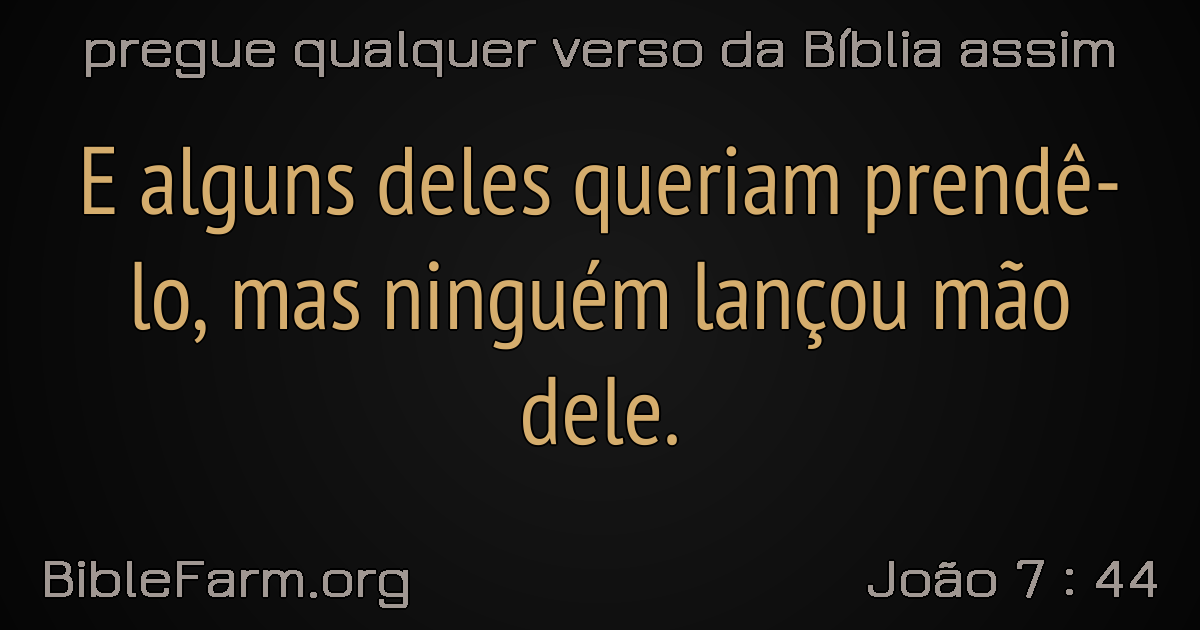 pregue qualquer verso da Bíblia assim
E alguns deles queriam prendê-
lo, mas ninguém lançou mão
dele.
BibleFarm.org
João 7 : 44